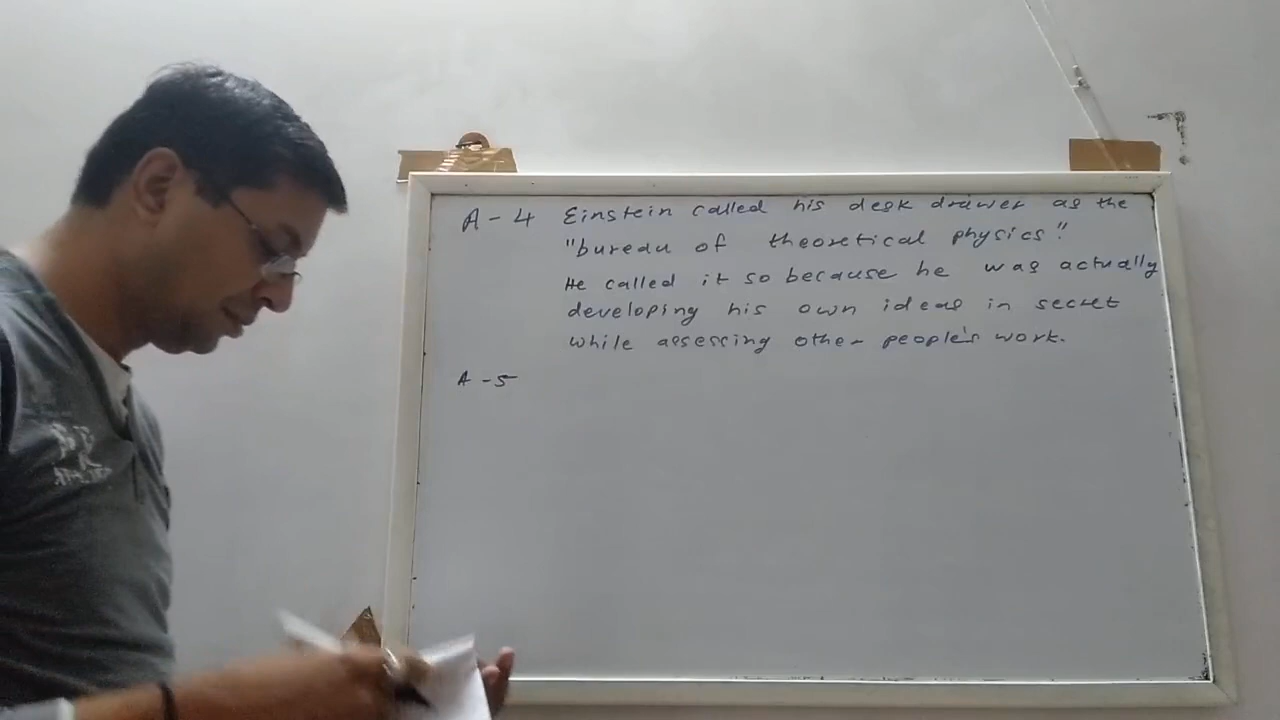 A - 4 Einstein called his desk drawer as the
"bureau of theoretical physics".
He called it so because he was actually
developing his own ideas in secret
while assessing other people's work.
A - 5